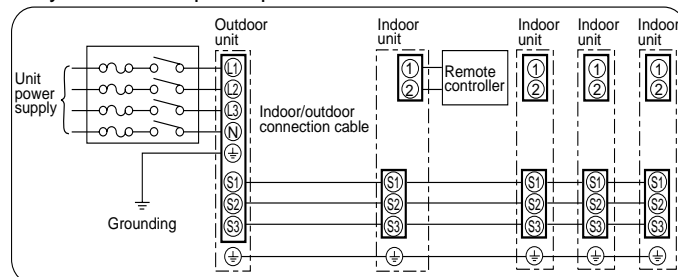 Outdoor
unit
Indoor
unit
Indoor
unit
Indoor
unit
Indoor
unit
Unit
power
supply
L1
L2
L3
N
Indoor/outdoor
connection cable
1
2
Remote
controller
1
2
1
2
1
2
S1
S2
S3
S1
S2
S3
S1
S2
S3
S1
S2
S3
S1
S2
S3
Grounding